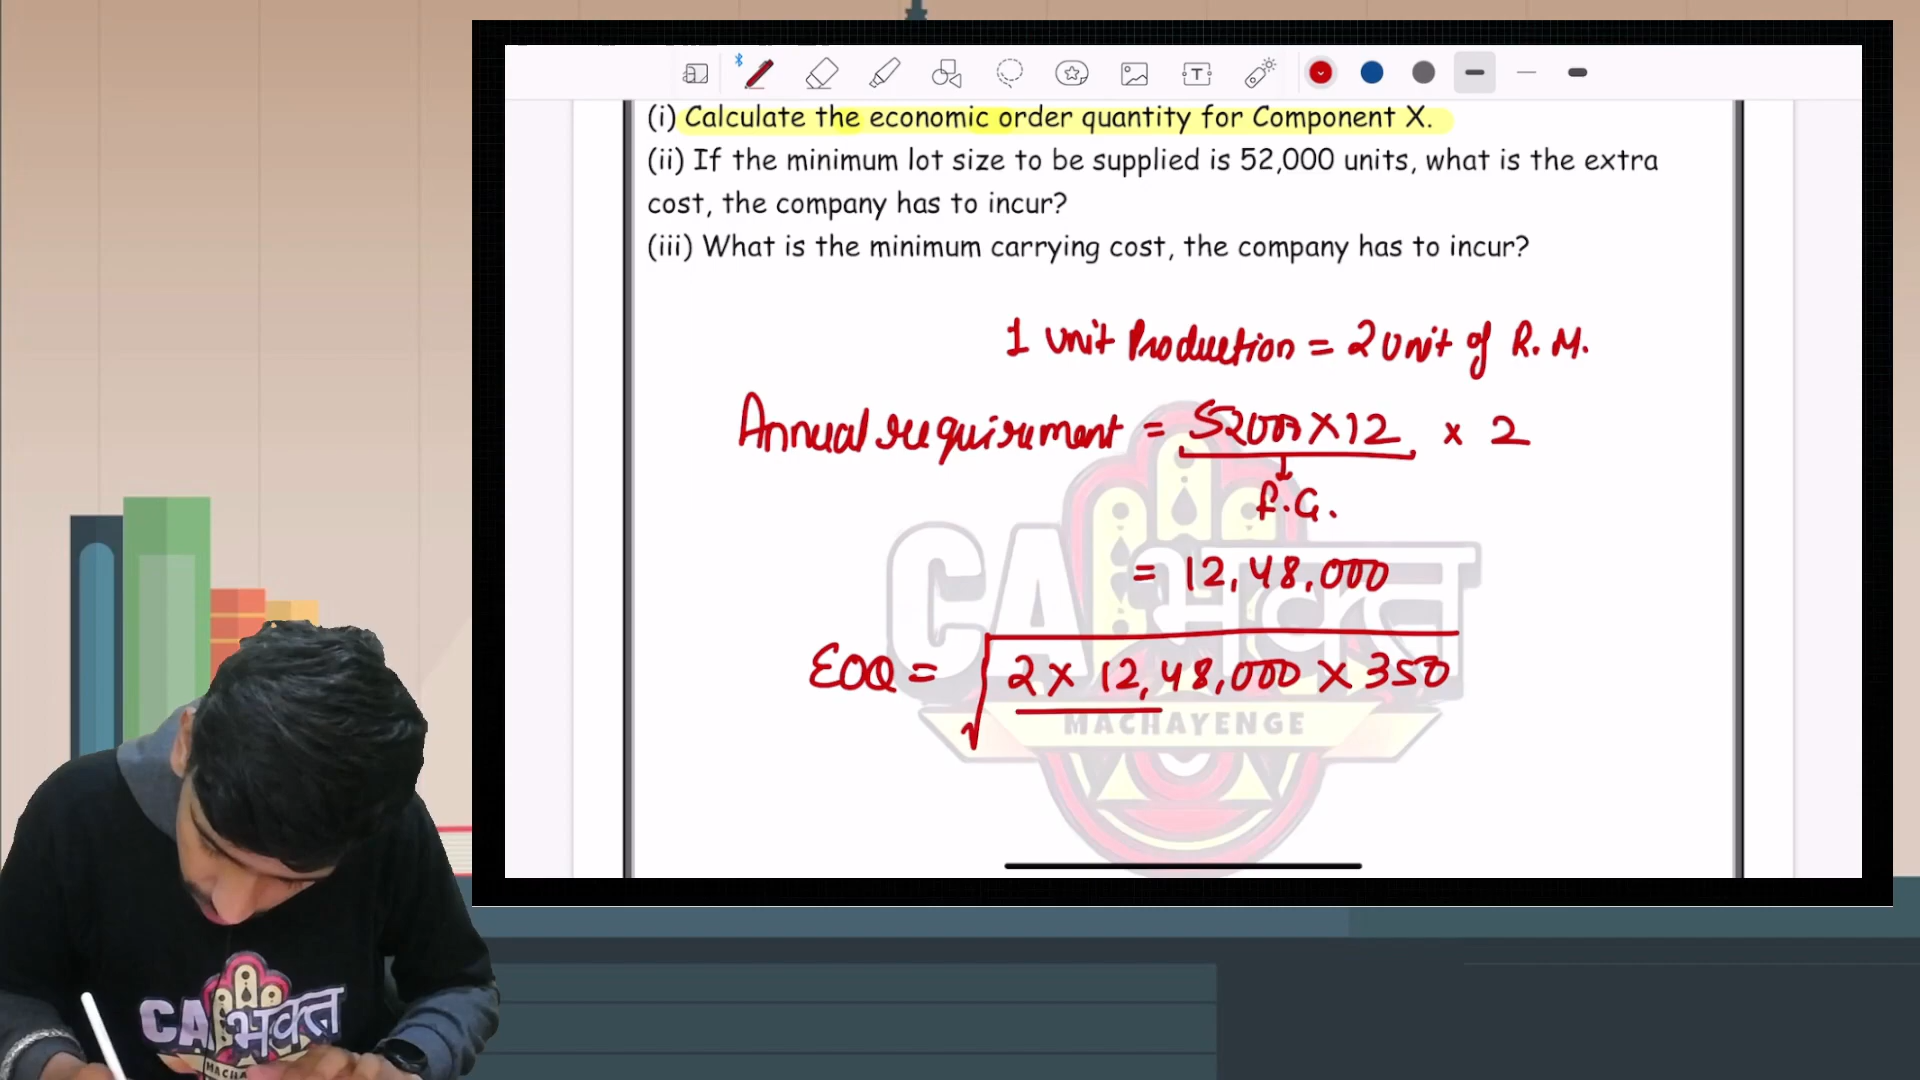 (i) Calculate the economic order quantity for Component X.
(ii) If the minimum lot size to be supplied is 52,000 units, what is the extra
cost, the company has to incur?
(iii) What is the minimum carrying cost, the company has to incur?
1 unit Production = 2 unit of R.M.
Annual requirement = 52000 X 12 x 2
F.G.
= 12,48,000
EOQ = √2 x 12,48,000 x 350
CA भक्त
MACHAYENGE
CA भक्त
MACHA